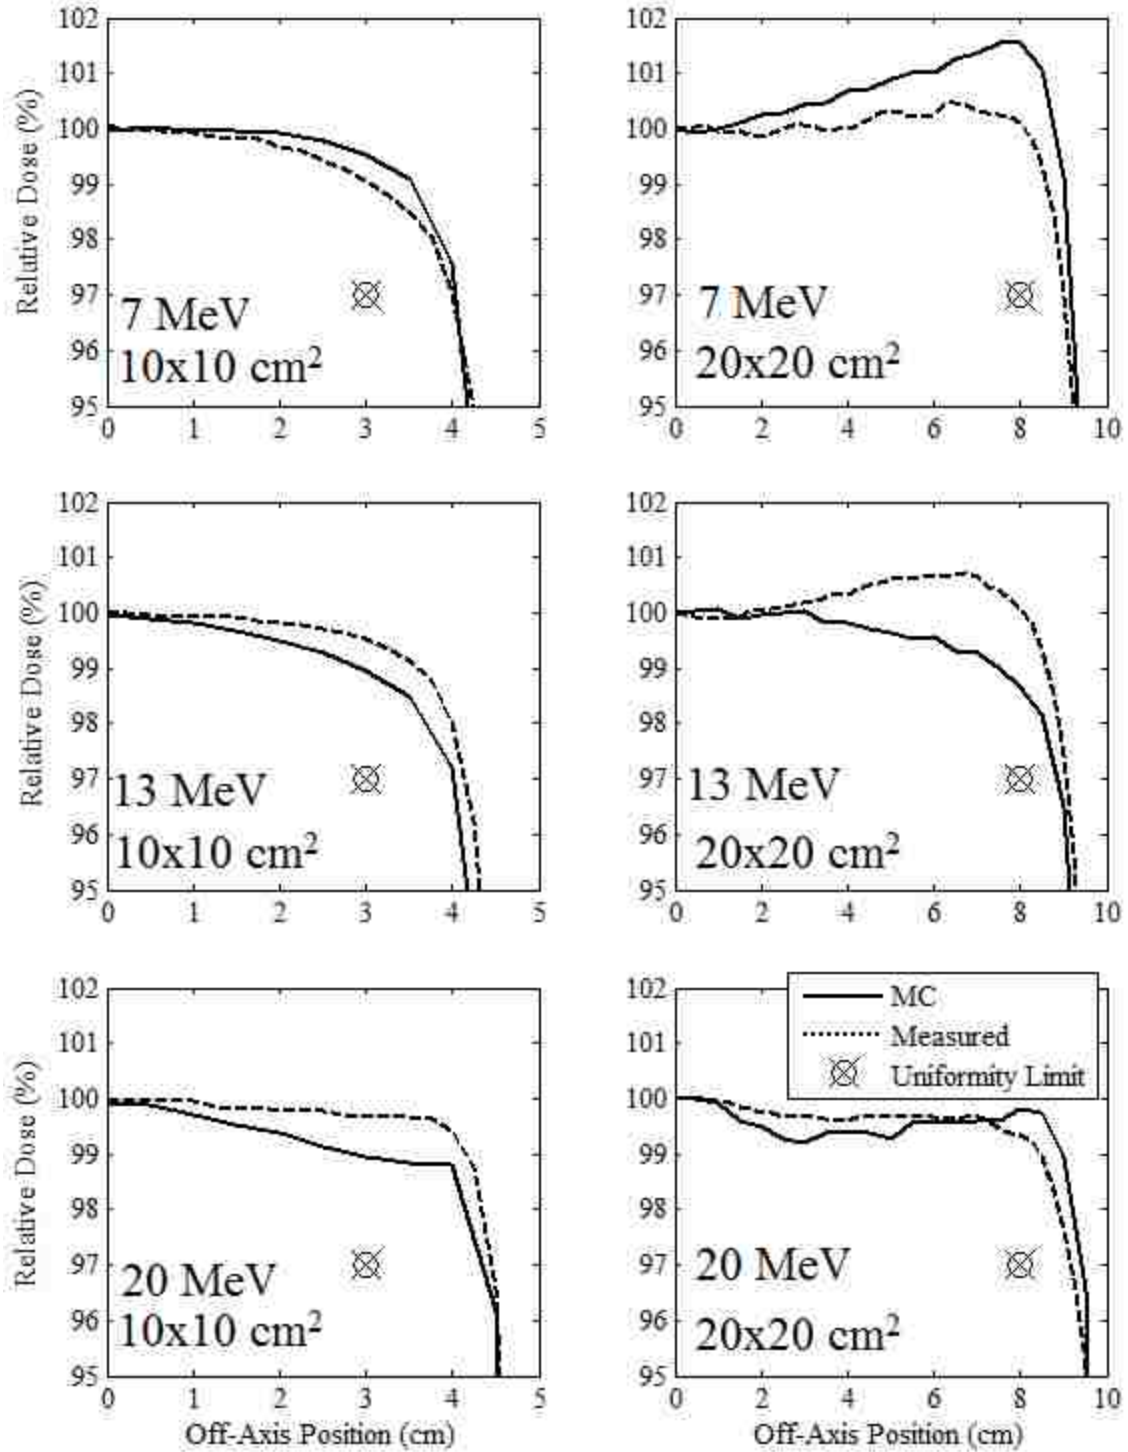 102
101
100
99
98
97
96
95
Relative Dose (%)
7 MeV
10x10 cm²
0 1 2 3 4 5
102
101
100
99
98
97
96
95
7 MeV
20x20 cm²
0 2 4 6 8 10
102
101
100
99
98
97
96
95
Relative Dose (%)
13 MeV
10x10 cm²
0 1 2 3 4 5
102
101
100
99
98
97
96
95
13 MeV
20x20 cm²
0 2 4 6 8 10
102
101
100
99
98
97
96
95
Relative Dose (%)
20 MeV
10x10 cm²
0 1 2 3 4 5
Off-Axis Position (cm)
102
101
100
99
98
97
96
95
MC
Measured
Uniformity Limit
20 MeV
20x20 cm²
0 2 4 6 8 10
Off-Axis Position (cm)